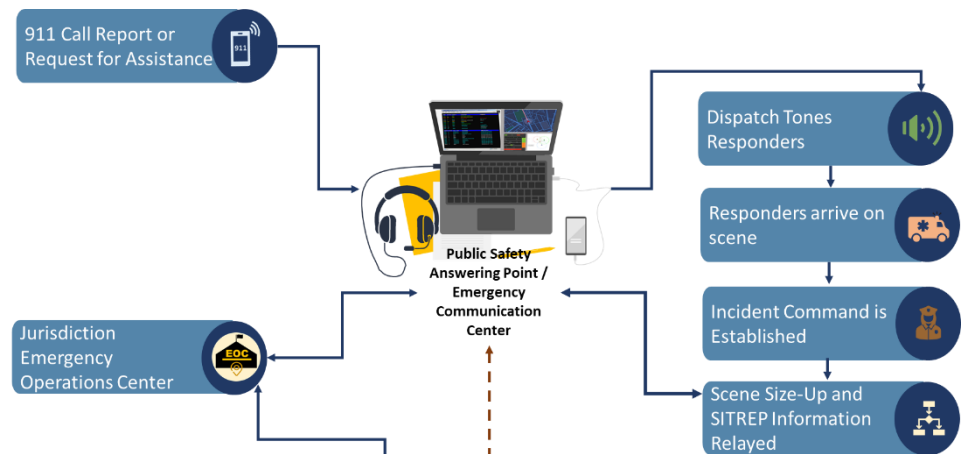 911 Call Report or
Request for Assistance
911
Dispatch Tones
Responders
Responders arrive on
scene
Public Safety
Answering Point /
Emergency
Communication
Center
Incident Command is
Established
Jurisdiction
Emergency
Operations Center
EOC
Scene Size-Up and
SITREP Information
Relayed